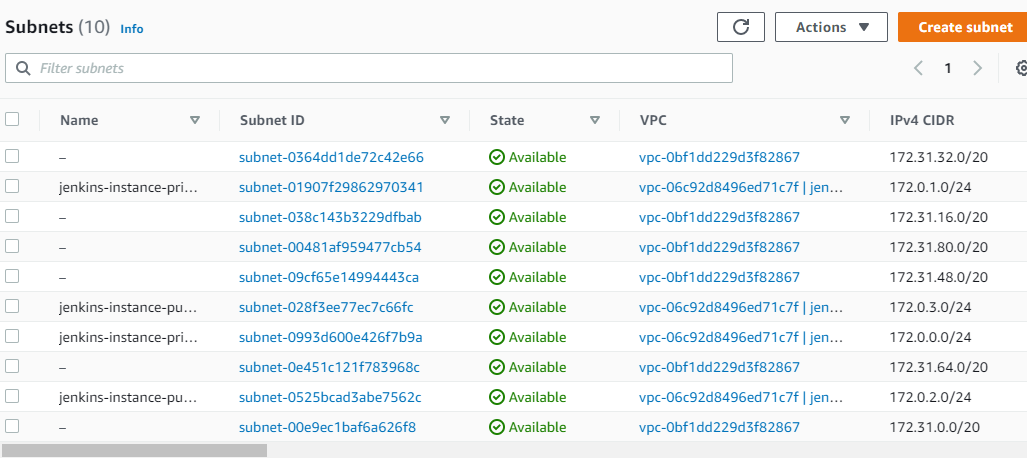 Subnets (10) Info
Actions
Create subnet
Filter subnets
1
Name Subnet ID State VPC IPv4 CIDR
– subnet-0364dd1de72c42e66 Available vpc-0bf1dd229d3f82867 172.31.32.0/20
jenkins-instance-pri... subnet-01907f29862970341 Available vpc-06c92d8496ed71c7f | jen... 172.0.1.0/24
– subnet-038c143b3229dfbab Available vpc-0bf1dd229d3f82867 172.31.16.0/20
– subnet-00481af959477cb54 Available vpc-0bf1dd229d3f82867 172.31.80.0/20
– subnet-09cf65e14994443ca Available vpc-0bf1dd229d3f82867 172.31.48.0/20
jenkins-instance-pu... subnet-028f3ee77ec7c66fc Available vpc-06c92d8496ed71c7f | jen... 172.0.3.0/24
jenkins-instance-pri... subnet-0993d600e426f7b9a Available vpc-06c92d8496ed71c7f | jen... 172.0.0.0/24
– subnet-0e451c121f783968c Available vpc-0bf1dd229d3f82867 172.31.64.0/20
jenkins-instance-pu... subnet-0525bcad3abe7562c Available vpc-06c92d8496ed71c7f | jen... 172.0.2.0/24
– subnet-00e9ec1baf6a626f8 Available vpc-0bf1dd229d3f82867 172.31.0.0/20